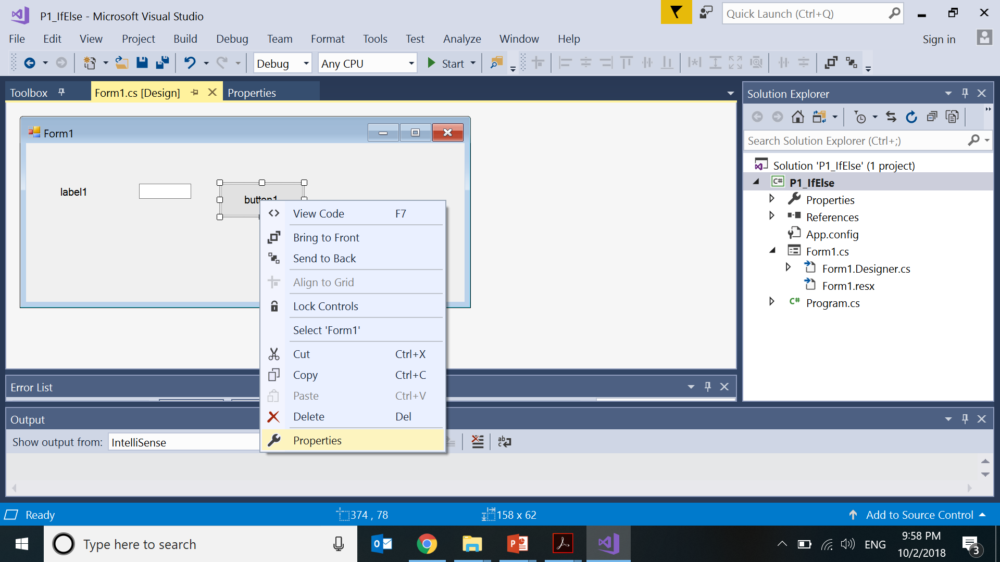 P1_IfElse - Microsoft Visual Studio
Quick Launch (Ctrl+Q)
File Edit View Project Build Debug Team Format Tools Test Analyze Window Help
Sign in
Debug Any CPU Start
Toolbox Form1.cs [Design] Properties
Form1
label1
button1
View Code F7
Bring to Front
Send to Back
Align to Grid
Lock Controls
Select 'Form1'
Cut Ctrl+X
Copy Ctrl+C
Paste Ctrl+V
Delete Del
Properties
Solution Explorer
Search Solution Explorer (Ctrl+;)
Solution 'P1_IfElse' (1 project)
C# P1_IfElse
Properties
References
App.config
Form1.cs
Form1.Designer.cs
Form1.resx
C# Program.cs
Error List
Output
Show output from: IntelliSense
Ready 374 , 78 158 x 62 Add to Source Control
Type here to search
ENG
9:58 PM
10/2/2018
3